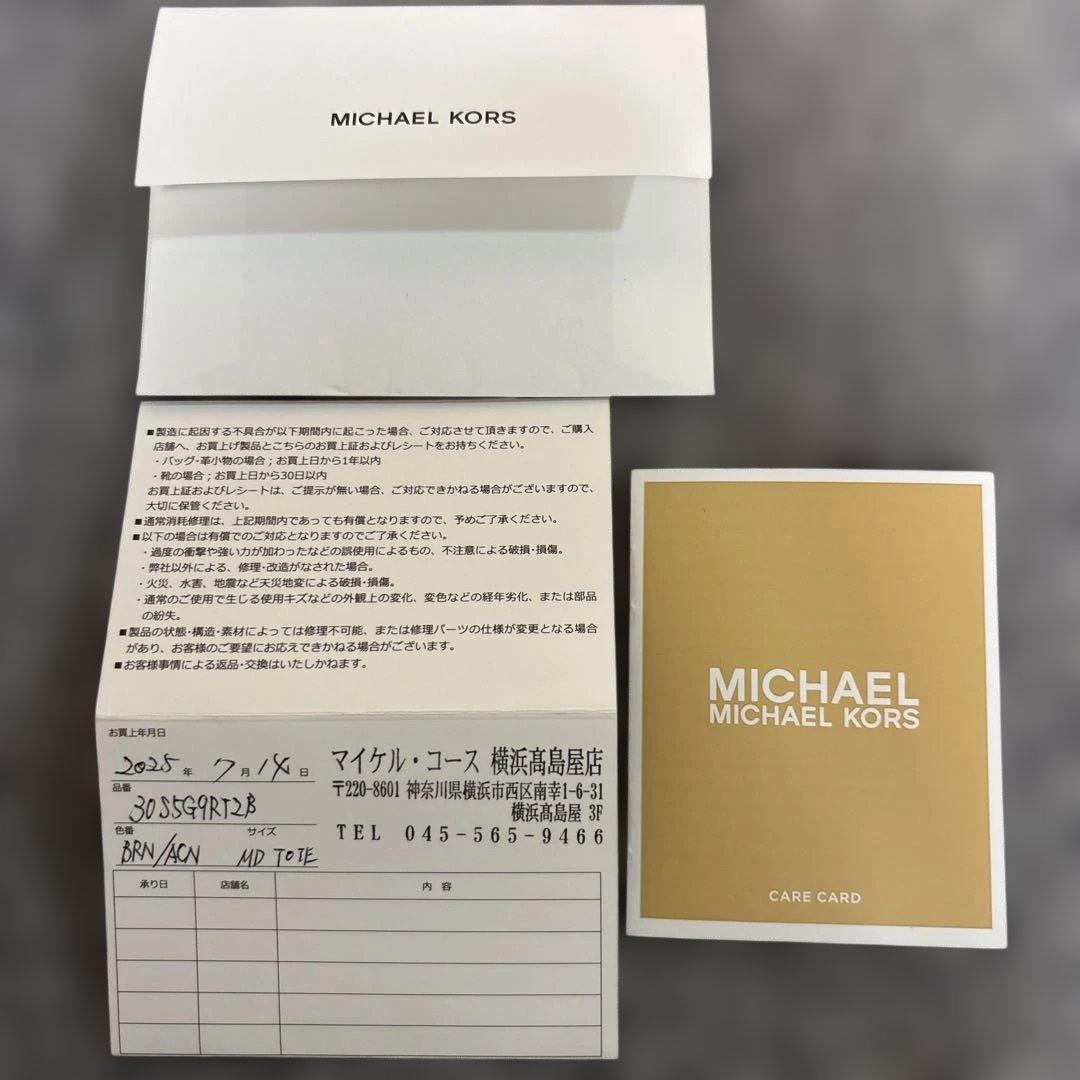 MICHAEL KORS
■製造に起因する不具合が以下期間内に起こった場合、ご対応させて頂きますので、ご購入
店舗へ、お買上げ製品とこちらのお買上証およびレシートをお持ちください。
・バッグ・革小物の場合；お買上日から1年以内
・靴の場合；お買上日から30日以内
お買上証およびレシートは、ご提示が無い場合、ご対応できかねる場合がございますので、
大切に保管ください。
■通常消耗修理は、上記期間内であっても有償となりますので、予めご了承ください。
■以下の場合は有償でのご対応となりますのでご了承ください。
・過度の衝撃や強い力が加わったなどの誤使用によるもの、不注意による破損・損傷。
・弊社以外による、修理・改造がなされた場合。
・火災、水害、地震など天災地変による破損・損傷。
・通常のご使用で生じる使用キズなどの外観上の変化、変色などの経年劣化、または部品
の紛失。
■製品の状態・構造・素材によっては修理不可能、または修理パーツの仕様が変更となる場合
があり、お客様のご要望にお応えできかねる場合がございます。
■お客様事情による返品・交換はいたしかねます。
お買上年月日
2025 年 7 月 14 日
品番
30S5G9RT2B
色番 サイズ
BRN/ACN MD TOTE
マイケル・コース 横浜髙島屋店
〒220-8601 神奈川県横浜市西区南幸1-6-31
横浜髙島屋 3F
TEL 045-565-9466
承り日 店舗名 内容
MICHAEL
MICHAEL KORS
CARE CARD